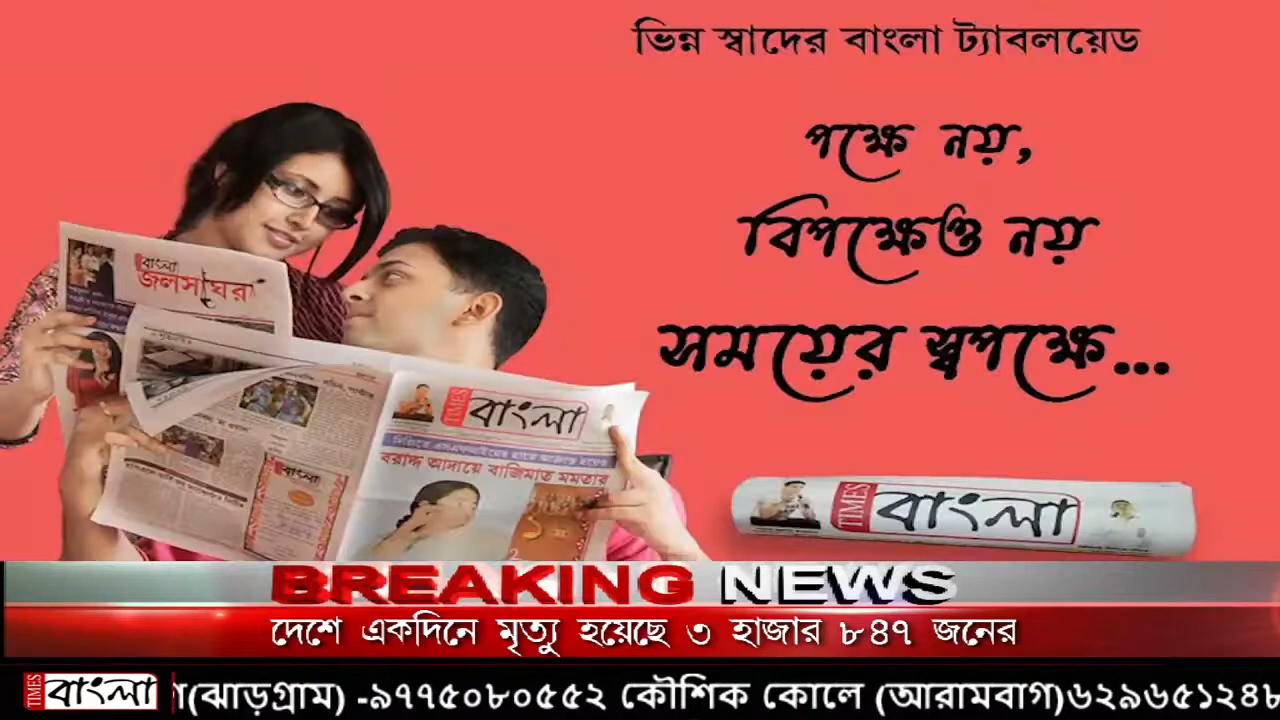 ভিন্ন স্বাদের বাংলা ট্যাবলয়েড
পক্ষে নয়,
বিপক্ষেও নয়
সময়ের স্বপক্ষে...
বাংলা
জলসাঘর
TIMES বাংলা
বরাদ্দ আদায়ে বাজিমাত মমতার
বাংলা
TIMES বাংলা
BREAKING NEWS
দেশে একদিনে মৃত্যু হয়েছে ৩ হাজার ৮৪৭ জনের
TIMES বাংলা
(ঝাড়গ্রাম) -৯৭৭৫০৮০৫৫২ কৌশিক কোলে (আরামবাগ)৬২৯৬৫১২৪৮